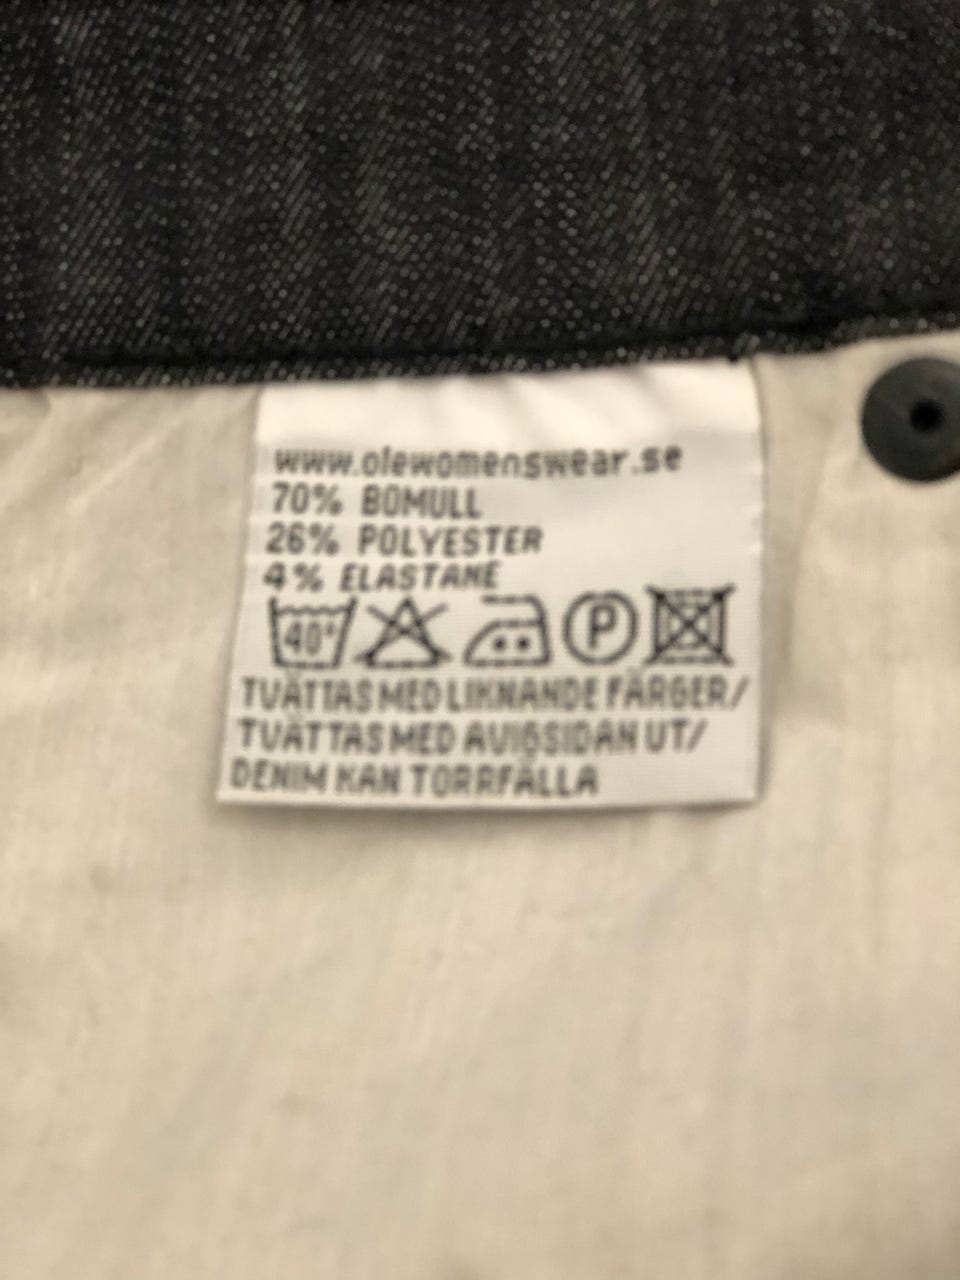 www.olewomenswear.se
70% BOMULL
26% POLYESTER
4% ELASTANE
40° P
TVÄTTAS MED LIKNANDE FÄRGER/
TVÄTTAS MED AVIGSIDAN UT/
DENIM KAN TORRFÄLLA